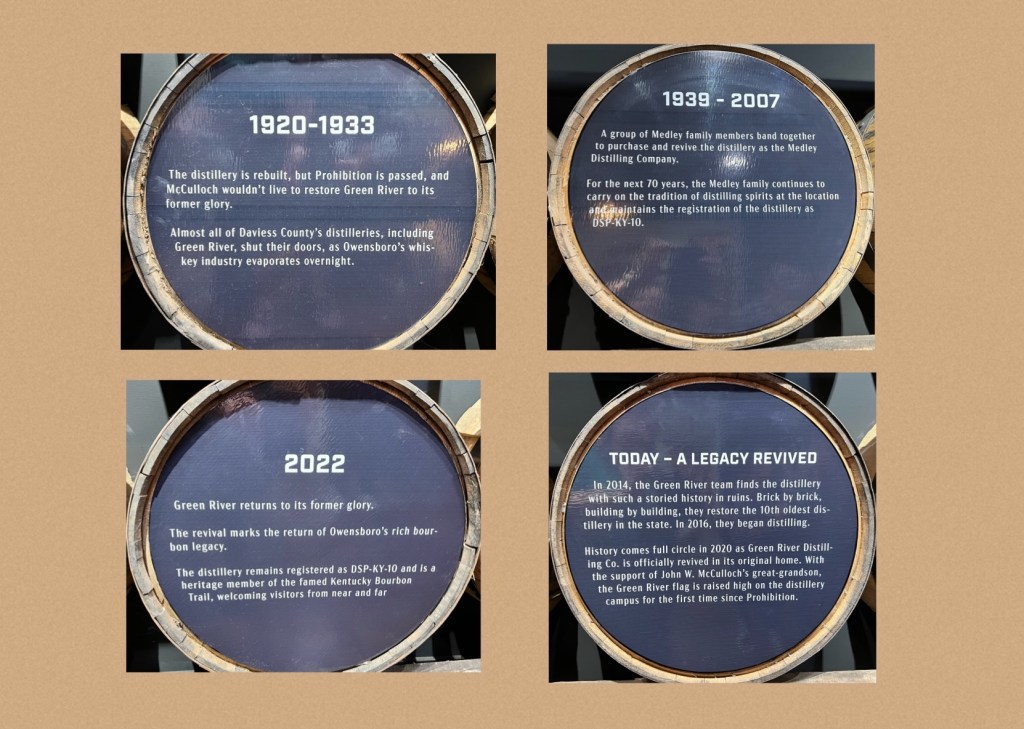 1920-1933
The distillery is rebuilt, but Prohibition is passed, and
McCulloch wouldn't live to restore Green River to its
former glory.
Almost all of Daviess County's distilleries, including
Green River, shut their doors, as Owensboro's whis-
key industry evaporates overnight.
1939 - 2007
A group of Medley family members band together
to purchase and revive the distillery as the Medley
Distilling Company.
For the next 70 years, the Medley family continues to
carry on the tradition of distilling spirits at the location
and maintains the registration of the distillery as
DSP-KY-10.
2022
Green River returns to its former glory.
The revival marks the return of Owensboro's rich bour-
bon legacy.
The distillery remains registered as DSP-KY-10 and is a
heritage member of the famed Kentucky Bourbon
Trail, welcoming visitors from near and far
TODAY – A LEGACY REVIVED
In 2014, the Green River team finds the distillery
with such a storied history in ruins. Brick by brick,
building by building, they restore the 10th oldest dis-
tillery in the state. In 2016, they began distilling.
History comes full circle in 2020 as Green River Distill-
ing Co. is officially revived in its original home. With
the support of John W. McCulloch's great-grandson,
the Green River flag is raised high on the distillery
campus for the first time since Prohibition.